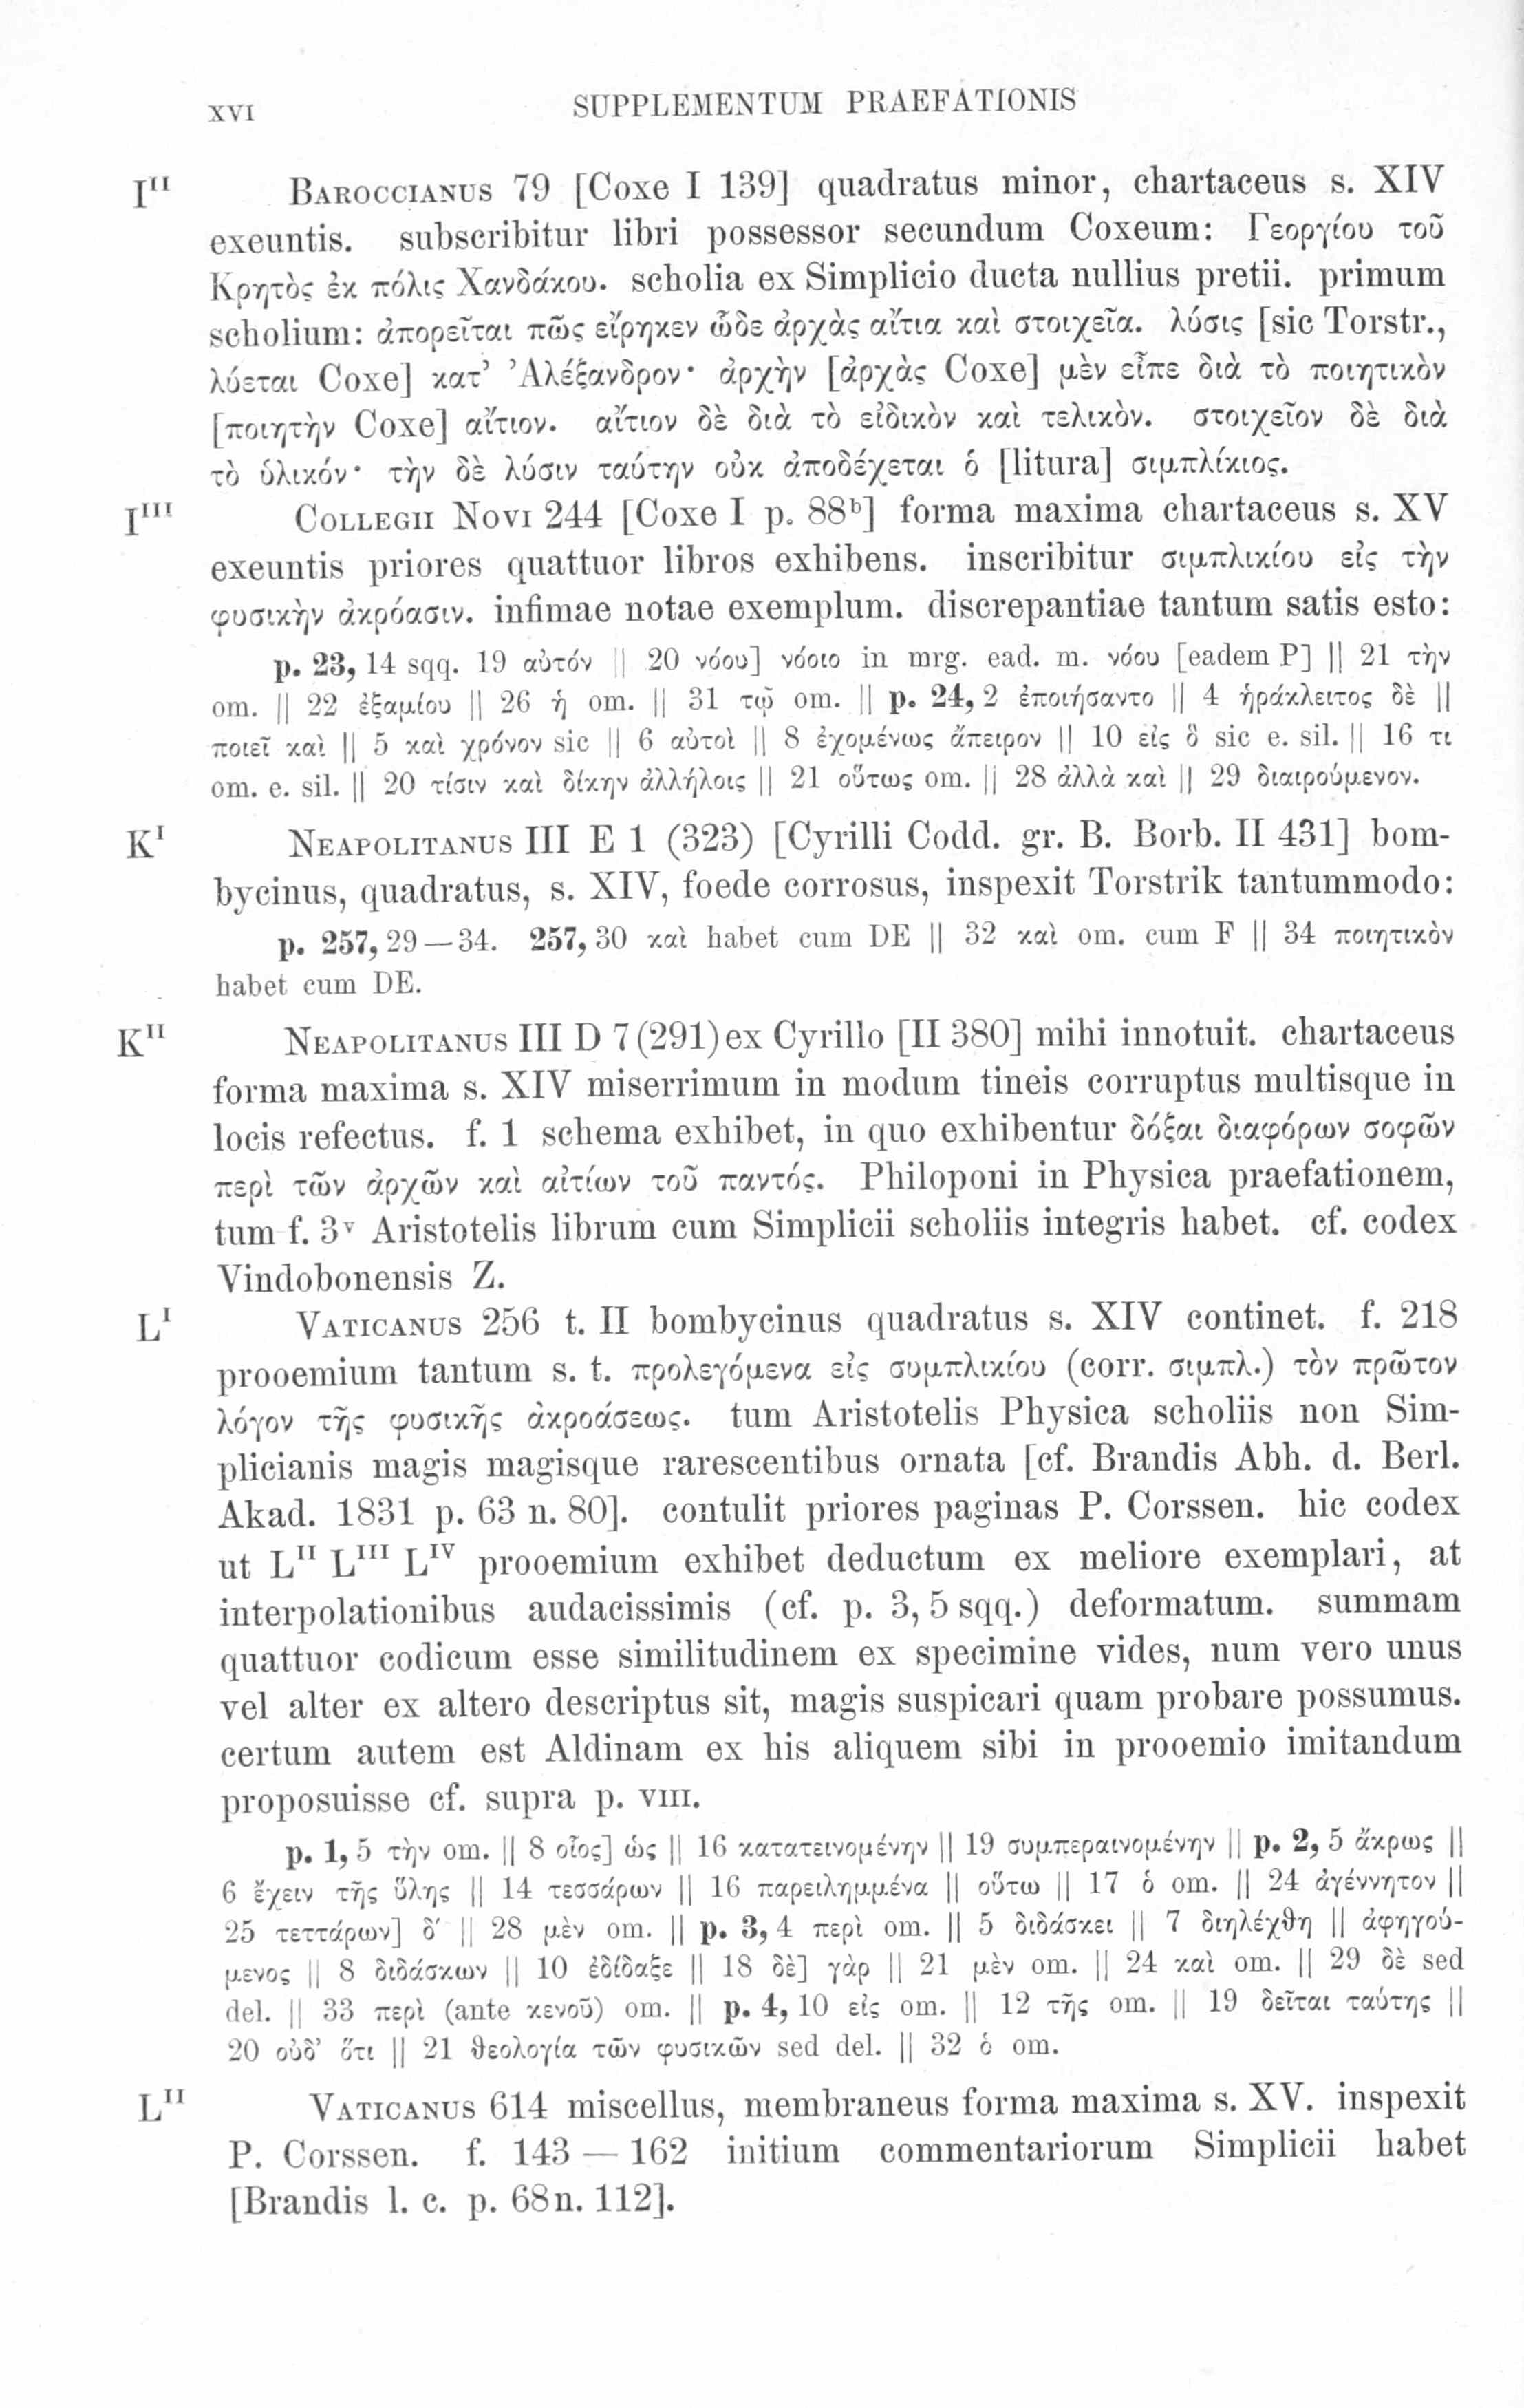 XVI SUPPLEMENTUM PRAEFATIONIS
I^II BAROCCIANUS 79 [Coxe I 139] quadratus minor, chartaceus s. XIV
exeuntis. subscribitur libri possessor secundum Coxeum: Γεοργίου τοῦ
Κρητὸς ἐκ πόλις Χανδάκου. scholia ex Simplicio ducta nullius pretii. primum
scholium: ἀπορεῖται πῶς εἴρηκεν ὧδε ἀρχὰς αἴτια καὶ στοιχεῖα. λύσις [sic Torstr.,
λύεται Coxe] κατ’ Ἀλέξανδρον· ἀρχὴν [ἀρχὰς Coxe] μὲν εἶπε διὰ τὸ ποιητικὸν
[ποιητὴν Coxe] αἴτιον. αἴτιον δὲ διὰ τὸ εἰδικὸν καὶ τελικὸν. στοιχεῖον δὲ διὰ
τὸ ὑλικόν· τὴν δὲ λύσιν ταύτην οὐκ ἀποδέχεται ὁ [litura] σιμπλίκιος.
I^III COLLEGII NOVI 244 [Coxe I p. 88^b] forma maxima chartaceus s. XV
exeuntis priores quattuor libros exhibens. inscribitur σιμπλικίου εἰς τὴν
φυσικὴν ἀκρόασιν. infimae notae exemplum. discrepantiae tantum satis esto:
p. 23, 14 sqq. 19 αὐτόν || 20 νόου] νόοιο in mrg. ead. m. νόου [eadem P] || 21 τὴν
om. || 22 ἐξαμίου || 26 ἡ om. || 31 τῷ om. || p. 24, 2 ἐποιήσαντο || 4 ἡράκλειτος δὲ ||
ποιεῖ καὶ || 5 καὶ χρόνον sic || 6 αὐτοὶ || 8 ἐχομένως ἄπειρον || 10 εἰς ὃ sic e. sil. || 16 τι
om. e. sil. || 20 τίσιν καὶ δίκην ἀλλήλοις || 21 οὕτως om. || 28 ἀλλὰ καὶ || 29 διαιρούμενον.
K^I NEAPOLITANUS III E 1 (323) [Cyrilli Codd. gr. B. Borb. II 431] bom-
bycinus, quadratus, s. XIV, foede corrosus, inspexit Torstrik tantummodo:
p. 257, 29—34. 257, 30 καὶ habet cum DE || 32 καὶ om. cum F || 34 ποιητικὸν
habet cum DE.
K^II NEAPOLITANUS III D 7 (291) ex Cyrillo [II 380] mihi innotuit. chartaceus
forma maxima s. XIV miserrimum in modum tineis corruptus multisque in
locis refectus. f. 1 schema exhibet, in quo exhibentur δόξαι διαφόρων σοφῶν
περὶ τῶν ἀρχῶν καὶ αἰτίων τοῦ παντός. Philoponi in Physica praefationem,
tum f. 3^v Aristotelis librum cum Simplicii scholiis integris habet. cf. codex
Vindobonensis Z.
L^I VATICANUS 256 t. II bombycinus quadratus s. XIV continet. f. 218
prooemium tantum s. t. προλεγόμενα εἰς συμπλικίου (corr. σιμπλ.) τὸν πρῶτον
λόγον τῆς φυσικῆς ἀκροάσεως. tum Aristotelis Physica scholiis non Sim-
plicianis magis magisque rarescentibus ornata [cf. Brandis Abh. d. Berl.
Akad. 1831 p. 63 n. 80]. contulit priores paginas P. Corssen. hic codex
ut L^II L^III L^IV prooemium exhibet deductum ex meliore exemplari, at
interpolationibus audacissimis (cf. p. 3, 5 sqq.) deformatum. summam
quattuor codicum esse similitudinem ex specimine vides, num vero unus
vel alter ex altero descriptus sit, magis suspicari quam probare possumus.
certum autem est Aldinam ex his aliquem sibi in prooemio imitandum
proposuisse cf. supra p. VIII.
p. 1, 5 τὴν om. || 8 οἷος] ὡς || 16 κατατεινομένην || 19 συμπεραινομένην || p. 2, 5 ἄκρως ||
6 ἔχειν τῆς ὕλης || 14 τεσσάρων || 16 παρειλημμένα || οὕτω || 17 ὁ om. || 24 ἀγέννητον ||
25 τεττάρων] δʹ || 28 μὲν om. || p. 3, 4 περὶ om. || 5 διδάσκει || 7 διηλέχθη || ἀφηγού-
μενος || 8 διδάσκων || 10 ἐδίδαξε || 18 δὲ] γὰρ || 21 μὲν om. || 24 καὶ om. || 29 δὲ sed
del. || 33 περὶ (ante κενοῦ) om. || p. 4, 10 εἰς om. || 12 τῆς om. || 19 δεῖται ταύτης ||
20 οὐδ’ ὅτι || 21 θεολογία τῶν φυσικῶν sed del. || 32 ὁ om.
L^II VATICANUS 614 miscellus, membraneus forma maxima s. XV. inspexit
P. Corssen. f. 143 — 162 initium commentariorum Simplicii habet
[Brandis l. c. p. 68 n. 112].